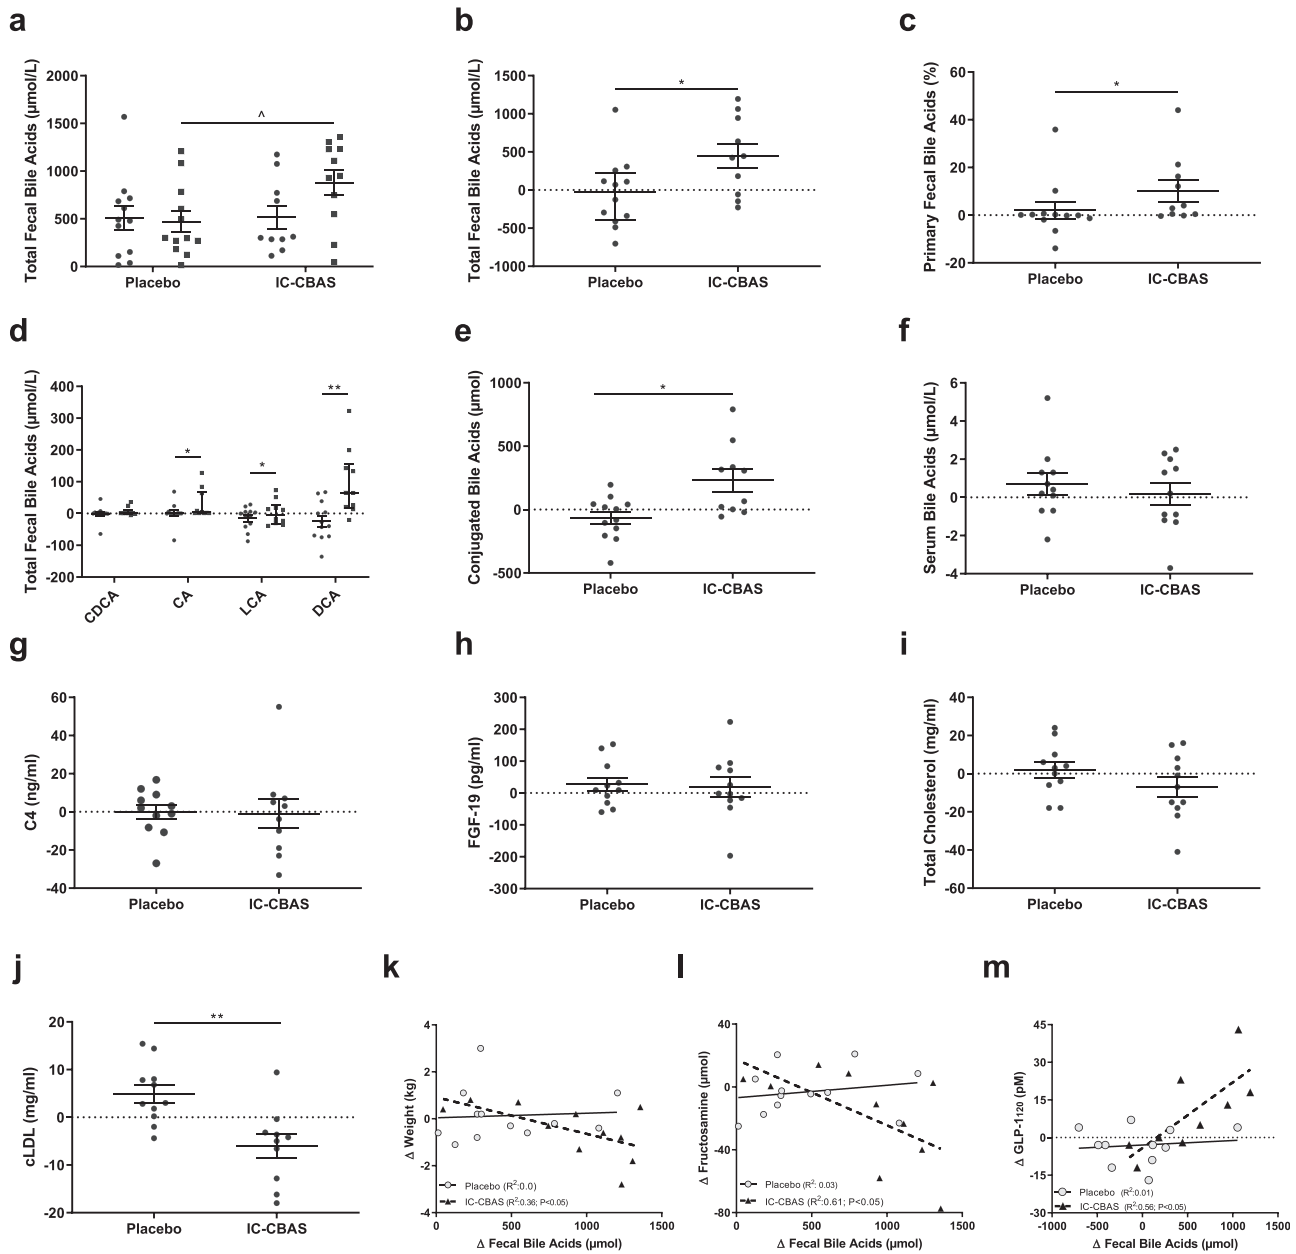 a
Total Fecal Bile Acids (µmol/L)
2000
1500
1000
500
0
^
Placebo
IC-CBAS
b
Total Fecal Bile Acids (µmol/L)
1500
1000
500
0
-500
-1000
*
Placebo
IC-CBAS
c
Primary Fecal Bile Acids (%)
60
40
20
0
-20
*
Placebo
IC-CBAS
d
Total Fecal Bile Acids (µmol/L)
400
300
200
100
0
-100
-200
*
*
**
CDCA
CA
LCA
DCA
e
Conjugated Bile Acids (µmol)
1000
500
0
-500
*
Placebo
IC-CBAS
f
Serum Bile Acids (µmol/L)
6
4
2
0
-2
-4
Placebo
IC-CBAS
g
C4 (ng/ml)
60
40
20
0
-20
-40
Placebo
IC-CBAS
h
FGF-19 (pg/ml)
300
200
100
0
-100
-200
-300
Placebo
IC-CBAS
i
Total Cholesterol (mg/ml)
40
20
0
-20
-40
-60
Placebo
IC-CBAS
j
cLDL (mg/ml)
20
10
0
-10
-20
**
Placebo
IC-CBAS
k
Δ Weight (kg)
4
2
0
-2
-4
Placebo (R²:0.0)
IC-CBAS (R²:0.36; P<0.05)
0
500
1000
1500
Δ Fecal Bile Acids (µmol)
l
Δ Fructosamine (µmol)
40
0
-40
-80
Placebo (R²: 0.03)
IC-CBAS (R²:0.61; P<0.05)
0
500
1000
1500
Δ Fecal Bile Acids (µmol)
m
Δ GLP-1₁₂₀ (pM)
45
30
15
0
-15
-30
Placebo (R²:0.01)
IC-CBAS (R²:0.56; P<0.05)
-1000
-500
0
500
1000
1500
Δ Fecal Bile Acids (µmol)